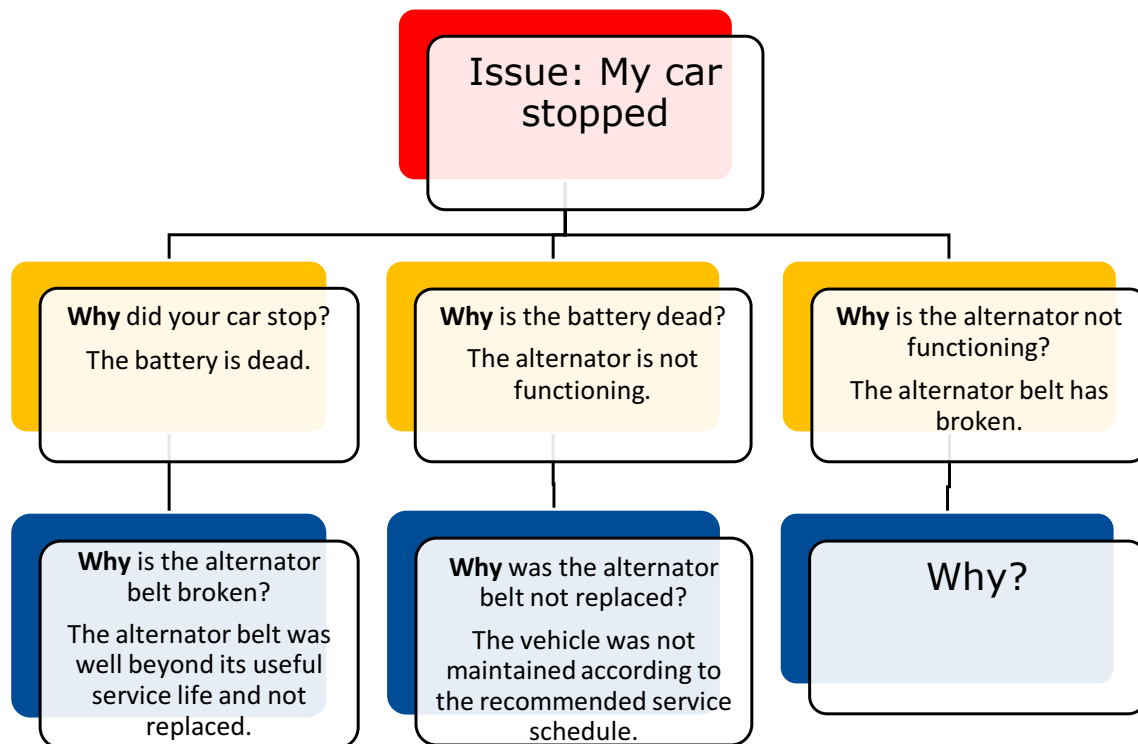 Issue: My car
stopped
Why did your car stop?
The battery is dead.
Why is the battery dead?
The alternator is not
functioning.
Why is the alternator not
functioning?
The alternator belt has
broken.
Why is the alternator
belt broken?
The alternator belt was
well beyond its useful
service life and not
replaced.
Why was the alternator
belt not replaced?
The vehicle was not
maintained according to
the recommended service
schedule.
Why?